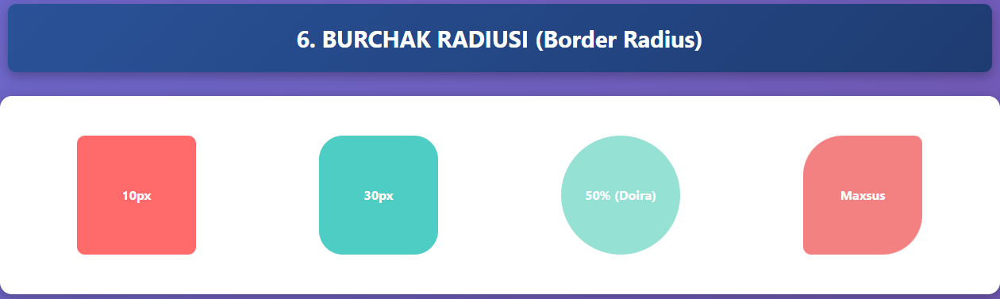 6. BURCHAK RADIUSI (Border Radius)
10px
30px
50% (Doira)
Maxsus